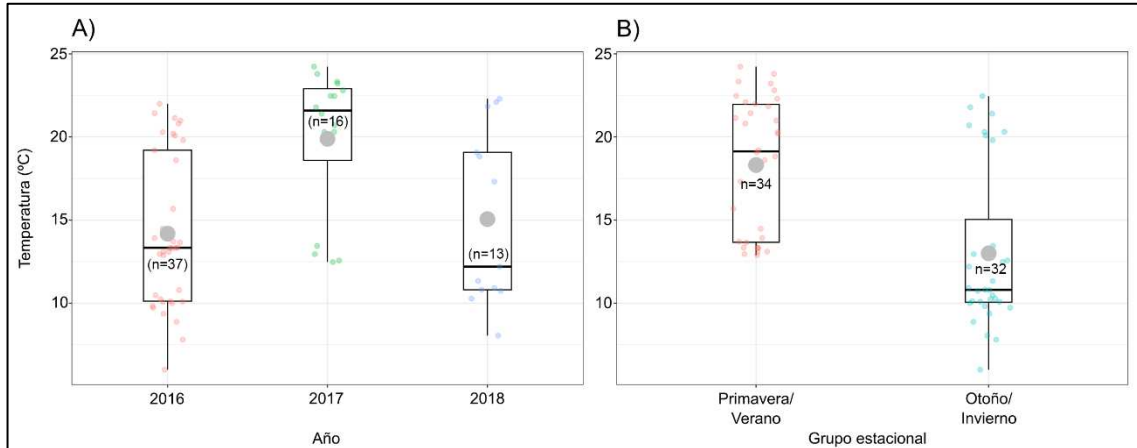 A)
Temperatura (ºC)
25
20
15
10
(n=37)
(n=16)
(n=13)
2016
2017
2018
Año
B)
25
20
15
10
n=34
n=32
Primavera/
Verano
Otoño/
Invierno
Grupo estacional